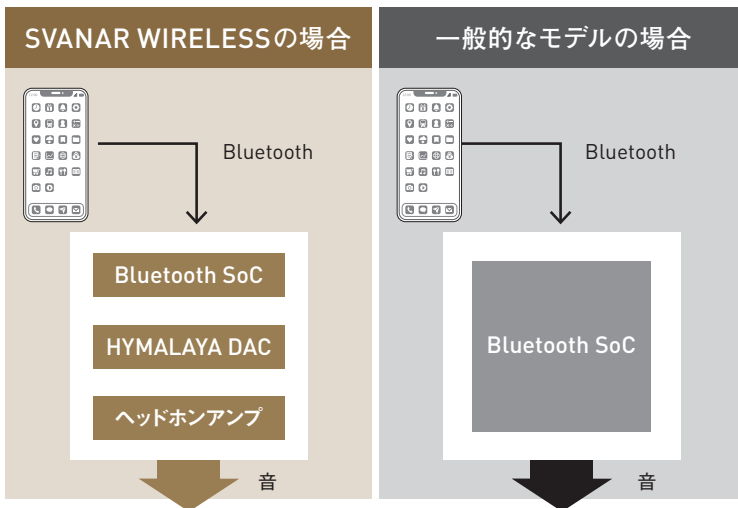 SVANAR WIRELESSの場合
Bluetooth
Bluetooth SoC
HYMALAYA DAC
ヘッドホンアンプ
音
一般的なモデルの場合
Bluetooth
Bluetooth SoC
音